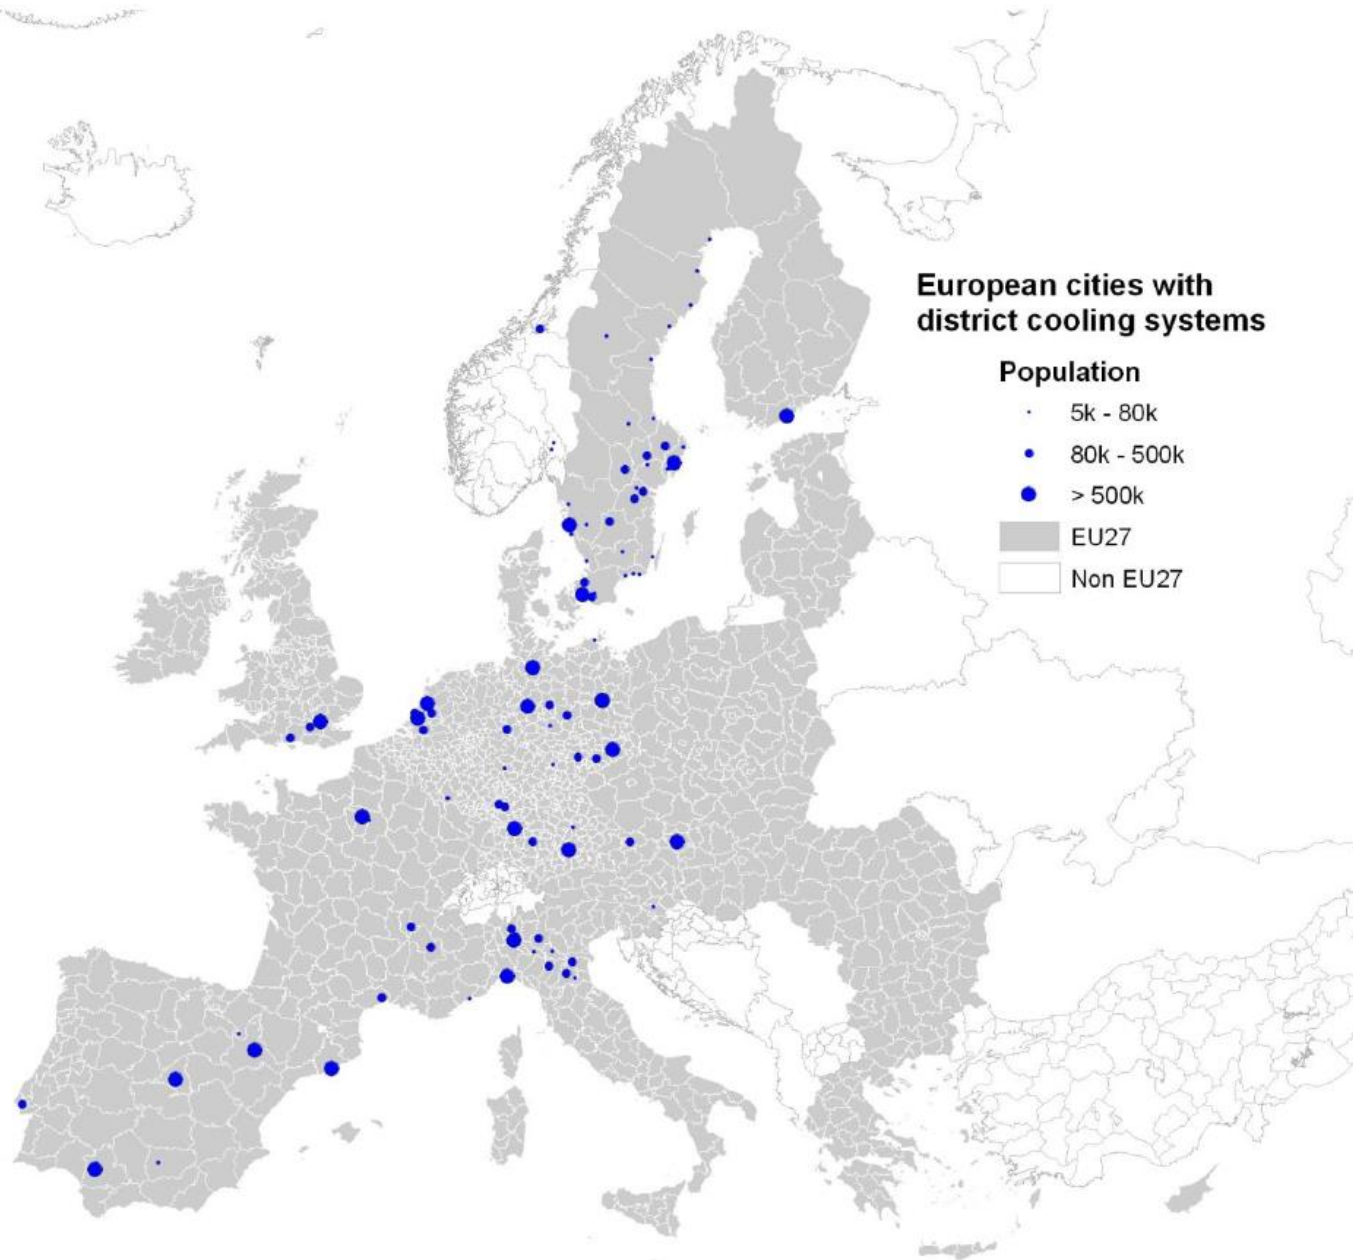 European cities with
district cooling systems
Population
5k - 80k
80k - 500k
> 500k
EU27
Non EU27